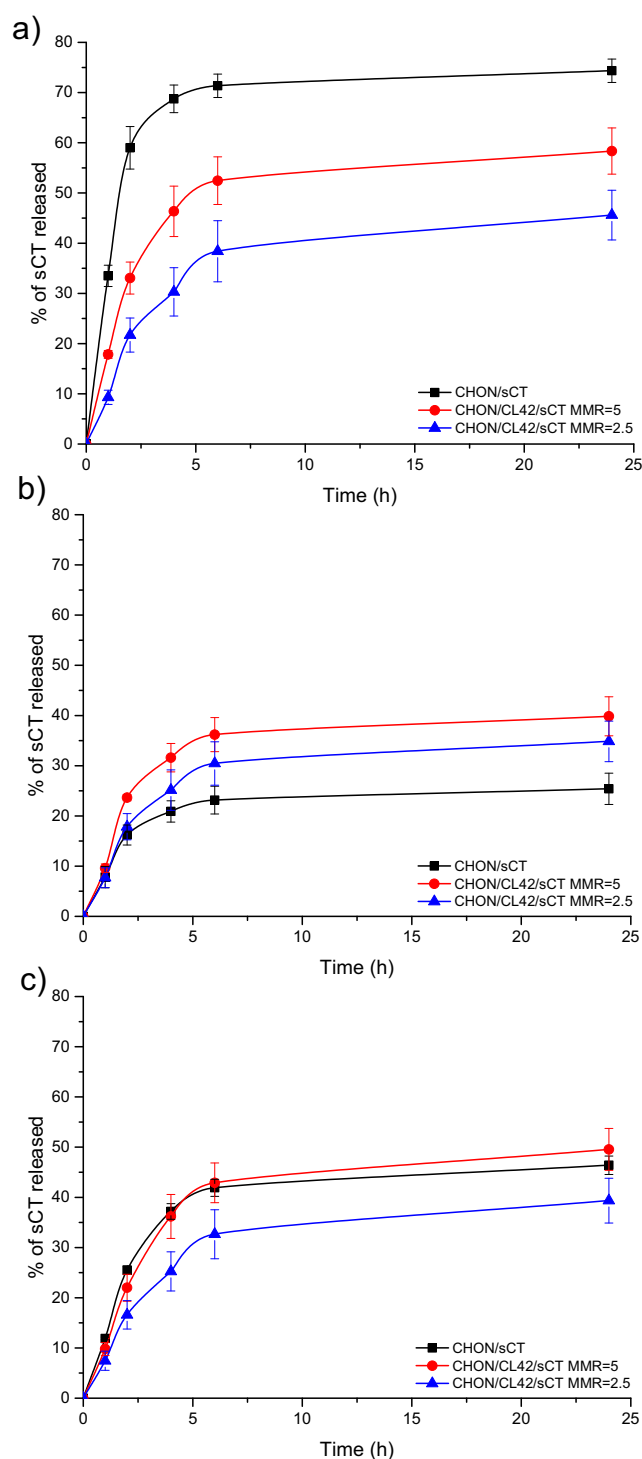 a)
80
70
60
50
40
30
20
10
0
% of sCT released
CHON/sCT
CHON/CL42/sCT MMR=5
CHON/CL42/sCT MMR=2.5
0 5 10 15 20 25
Time (h)
b)
80
70
60
50
40
30
20
10
0
% of sCT released
CHON/sCT
CHON/CL42/sCT MMR=5
CHON/CL42/sCT MMR=2.5
0 5 10 15 20 25
Time (h)
c)
80
70
60
50
40
30
20
10
0
% of sCT released
CHON/sCT
CHON/CL42/sCT MMR=5
CHON/CL42/sCT MMR=2.5
0 5 10 15 20 25
Time (h)